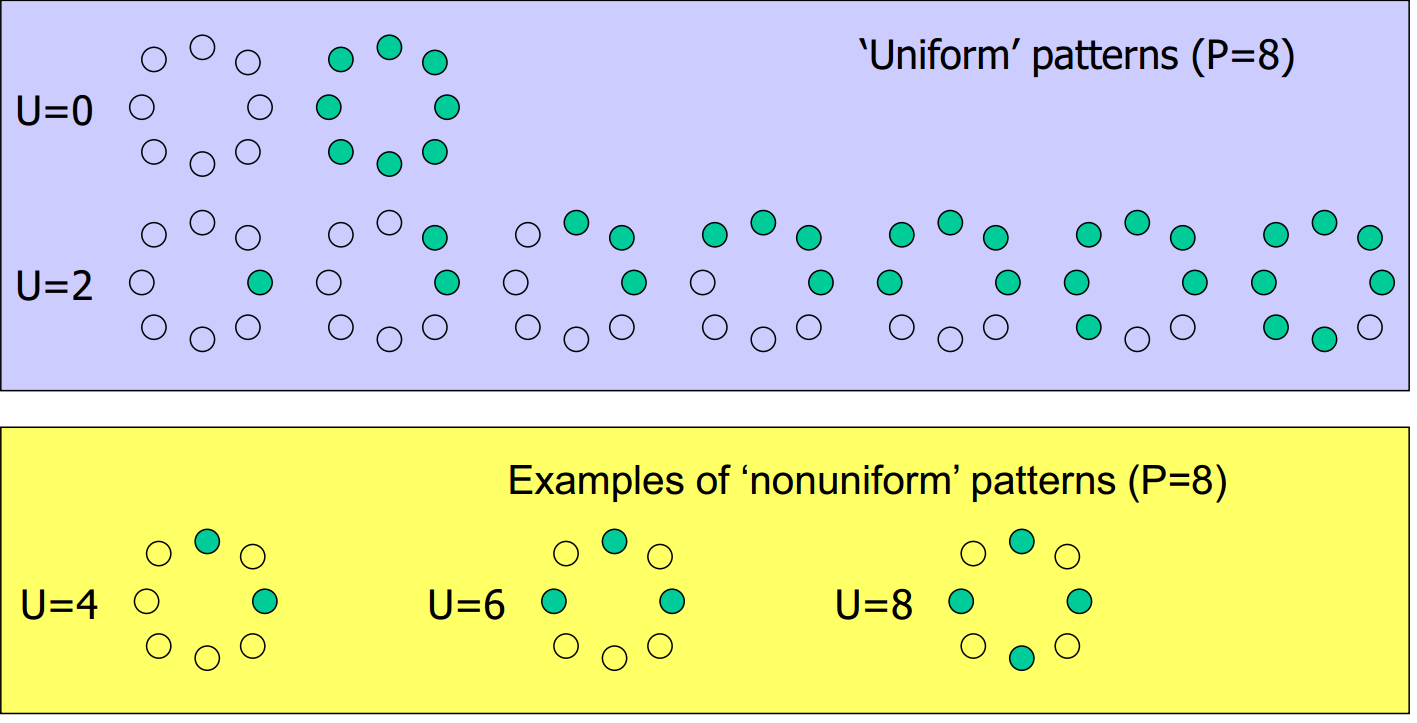 ‘Uniform’ patterns (P=8)
U=0
U=2
Examples of ‘nonuniform’ patterns (P=8)
U=4
U=6
U=8